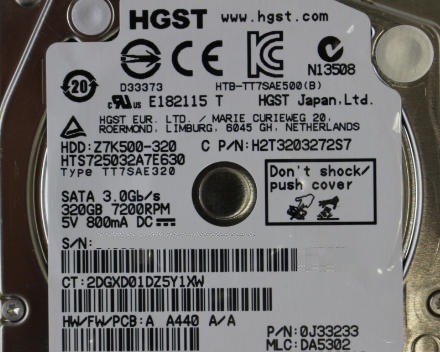 HGST www.hgst.com
N13508
20
D33373 HTB-TT7SAE500(B)
E182115 T HGST Japan,Ltd.
HGST EUR. LTD. / MARIE CURIEWEG 20,
ROERMOND, LIMBURG, 6045 GH, NETHERLANDS
HDD:Z7K500-320 C P/N:H2T3203272S7
HTS725032A7E630
Type TT7SAE320
Don't shock/
push cover
SATA 3.0Gb/s
320GB 7200RPM
5V 800mA DC
S/N:
CT:2DGXD01DZ5Y1XW
HW/FW/PCB:A A440 A/A
P/N:0J33233
MLC:DA5302